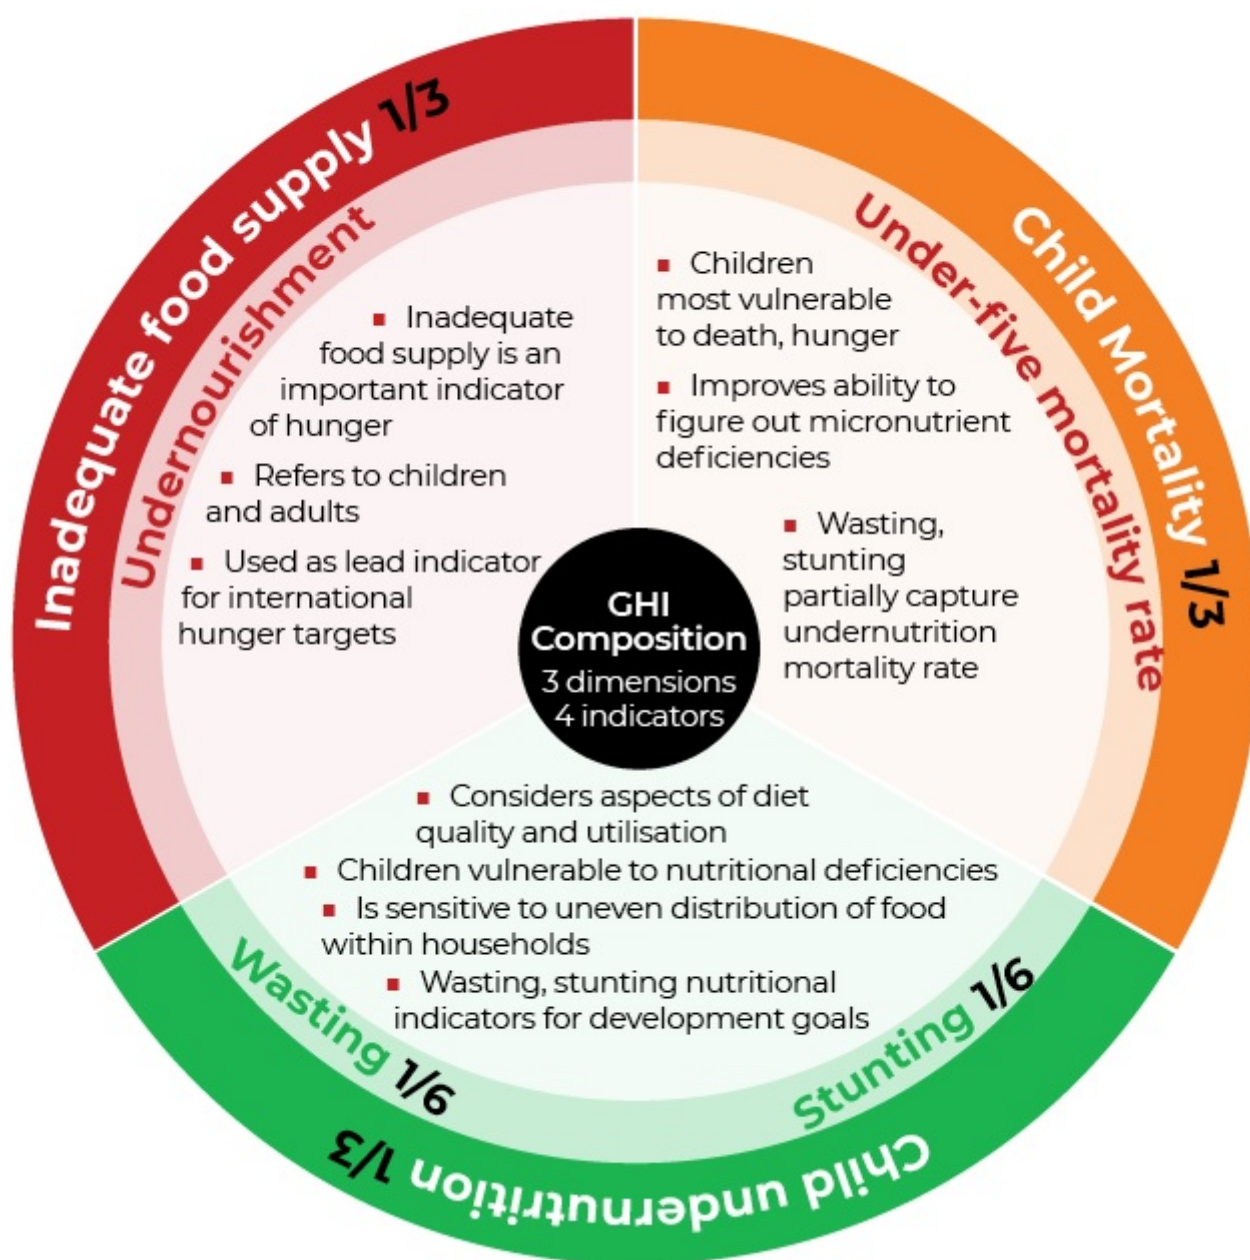 Inadequate food supply 1/3
Undernourishment
▪ Inadequate
food supply is an
important indicator
of hunger
▪ Refers to children
and adults
▪ Used as lead indicator
for international
hunger targets
Child Mortality 1/3
Under-five mortality rate
▪ Children
most vulnerable
to death, hunger
▪ Improves ability to
figure out micronutrient
deficiencies
▪ Wasting,
stunting
partially capture
undernutrition
mortality rate
GHI
Composition
3 dimensions
4 indicators
▪ Considers aspects of diet
quality and utilisation
▪ Children vulnerable to nutritional deficiencies
▪ Is sensitive to uneven distribution of food
within households
▪ Wasting, stunting nutritional
indicators for development goals
Wasting 1/6
Stunting 1/6
Child undernutrition 1/3